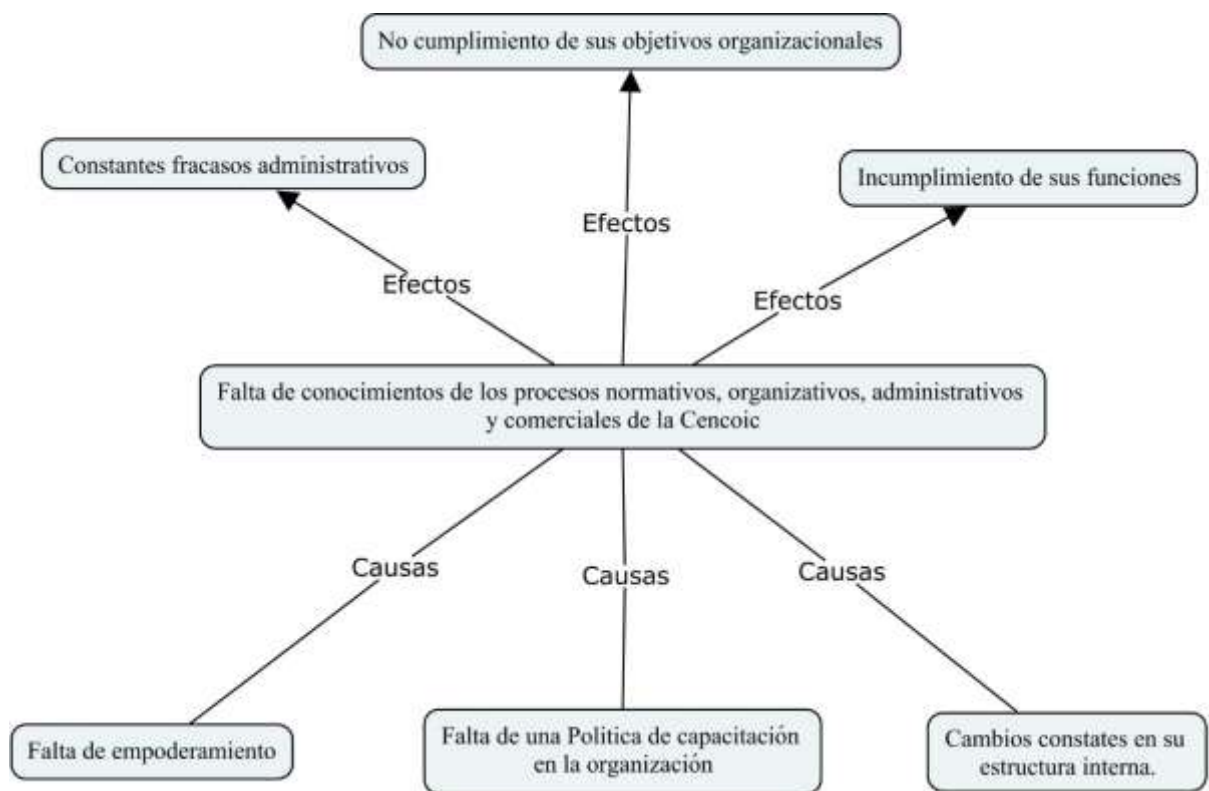 No cumplimiento de sus objetivos organizacionales
Constantes fracasos administrativos
Incumplimiento de sus funciones
Efectos
Efectos
Efectos
Falta de conocimientos de los procesos normativos, organizativos, administrativos
y comerciales de la Cencoic
Causas
Causas
Causas
Falta de empoderamiento
Falta de una Politica de capacitación
en la organización
Cambios constates en su
estructura interna.